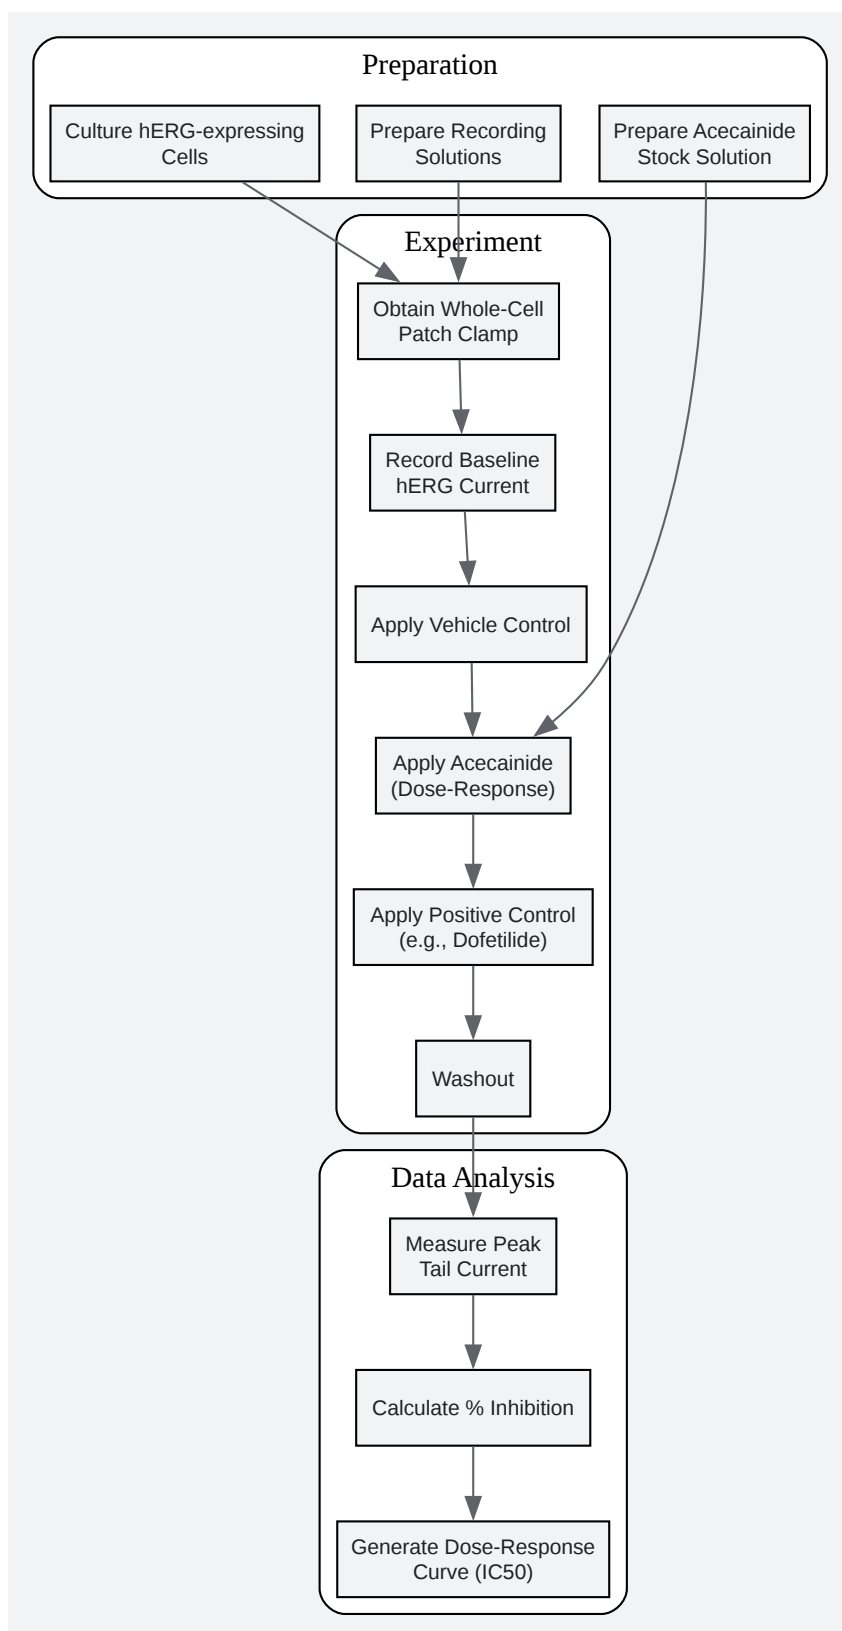 Preparation
Culture hERG-expressing
Cells
Prepare Recording
Solutions
Prepare Acecainide
Stock Solution
Experiment
Obtain Whole-Cell
Patch Clamp
Record Baseline
hERG Current
Apply Vehicle Control
Apply Acecainide
(Dose-Response)
Apply Positive Control
(e.g., Dofetilide)
Washout
Data Analysis
Measure Peak
Tail Current
Calculate % Inhibition
Generate Dose-Response
Curve (IC50)